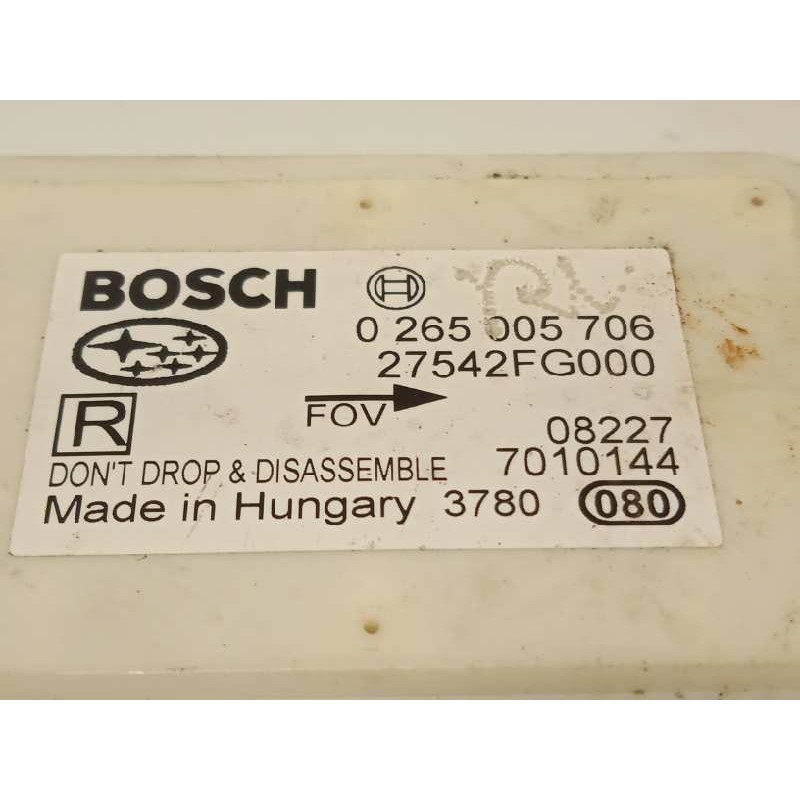 BOSCH
0 265 005 706
27542FG000
R
FOV
08227
DON'T DROP & DISASSEMBLE 7010144
Made in Hungary 3780 080